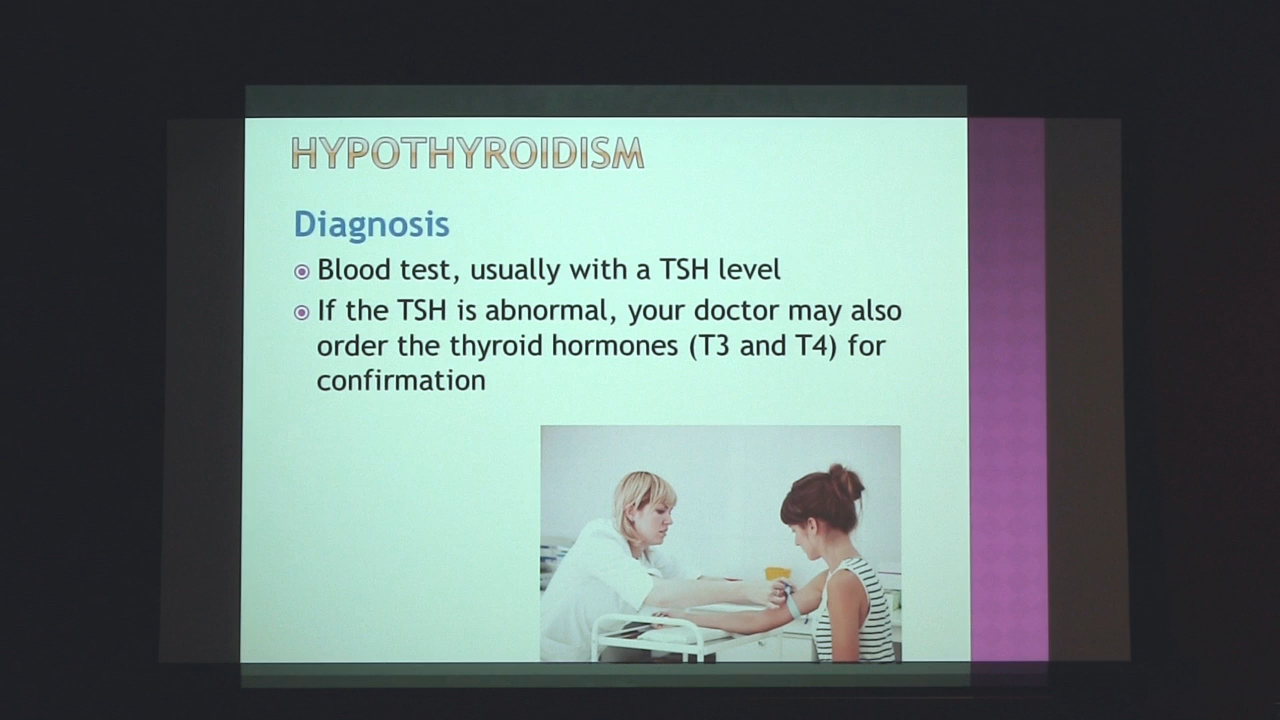 HYPOTHYROIDISM
Diagnosis
Blood test, usually with a TSH level
If the TSH is abnormal, your doctor may also
order the thyroid hormones (T3 and T4) for
confirmation